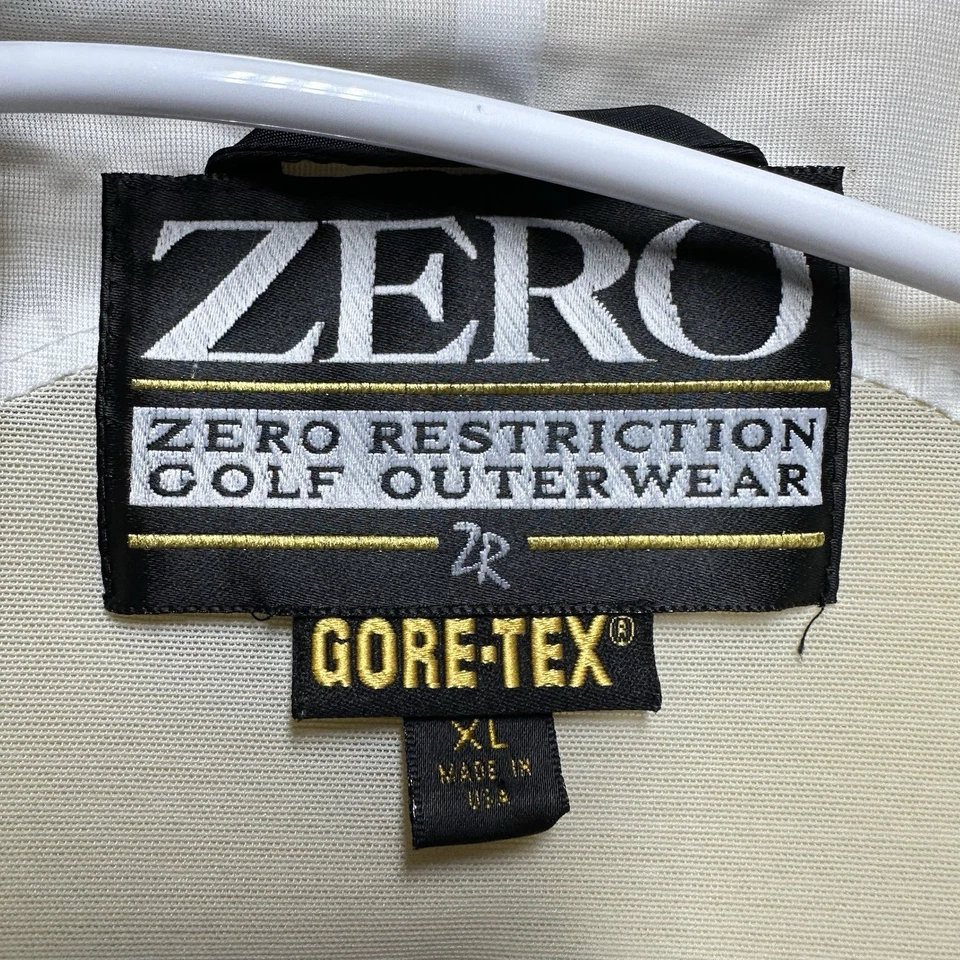 ZERO
ZERO RESTRICTION
GOLF OUTERWEAR
ZR
GORE-TEX®
XL
MADE IN
USA